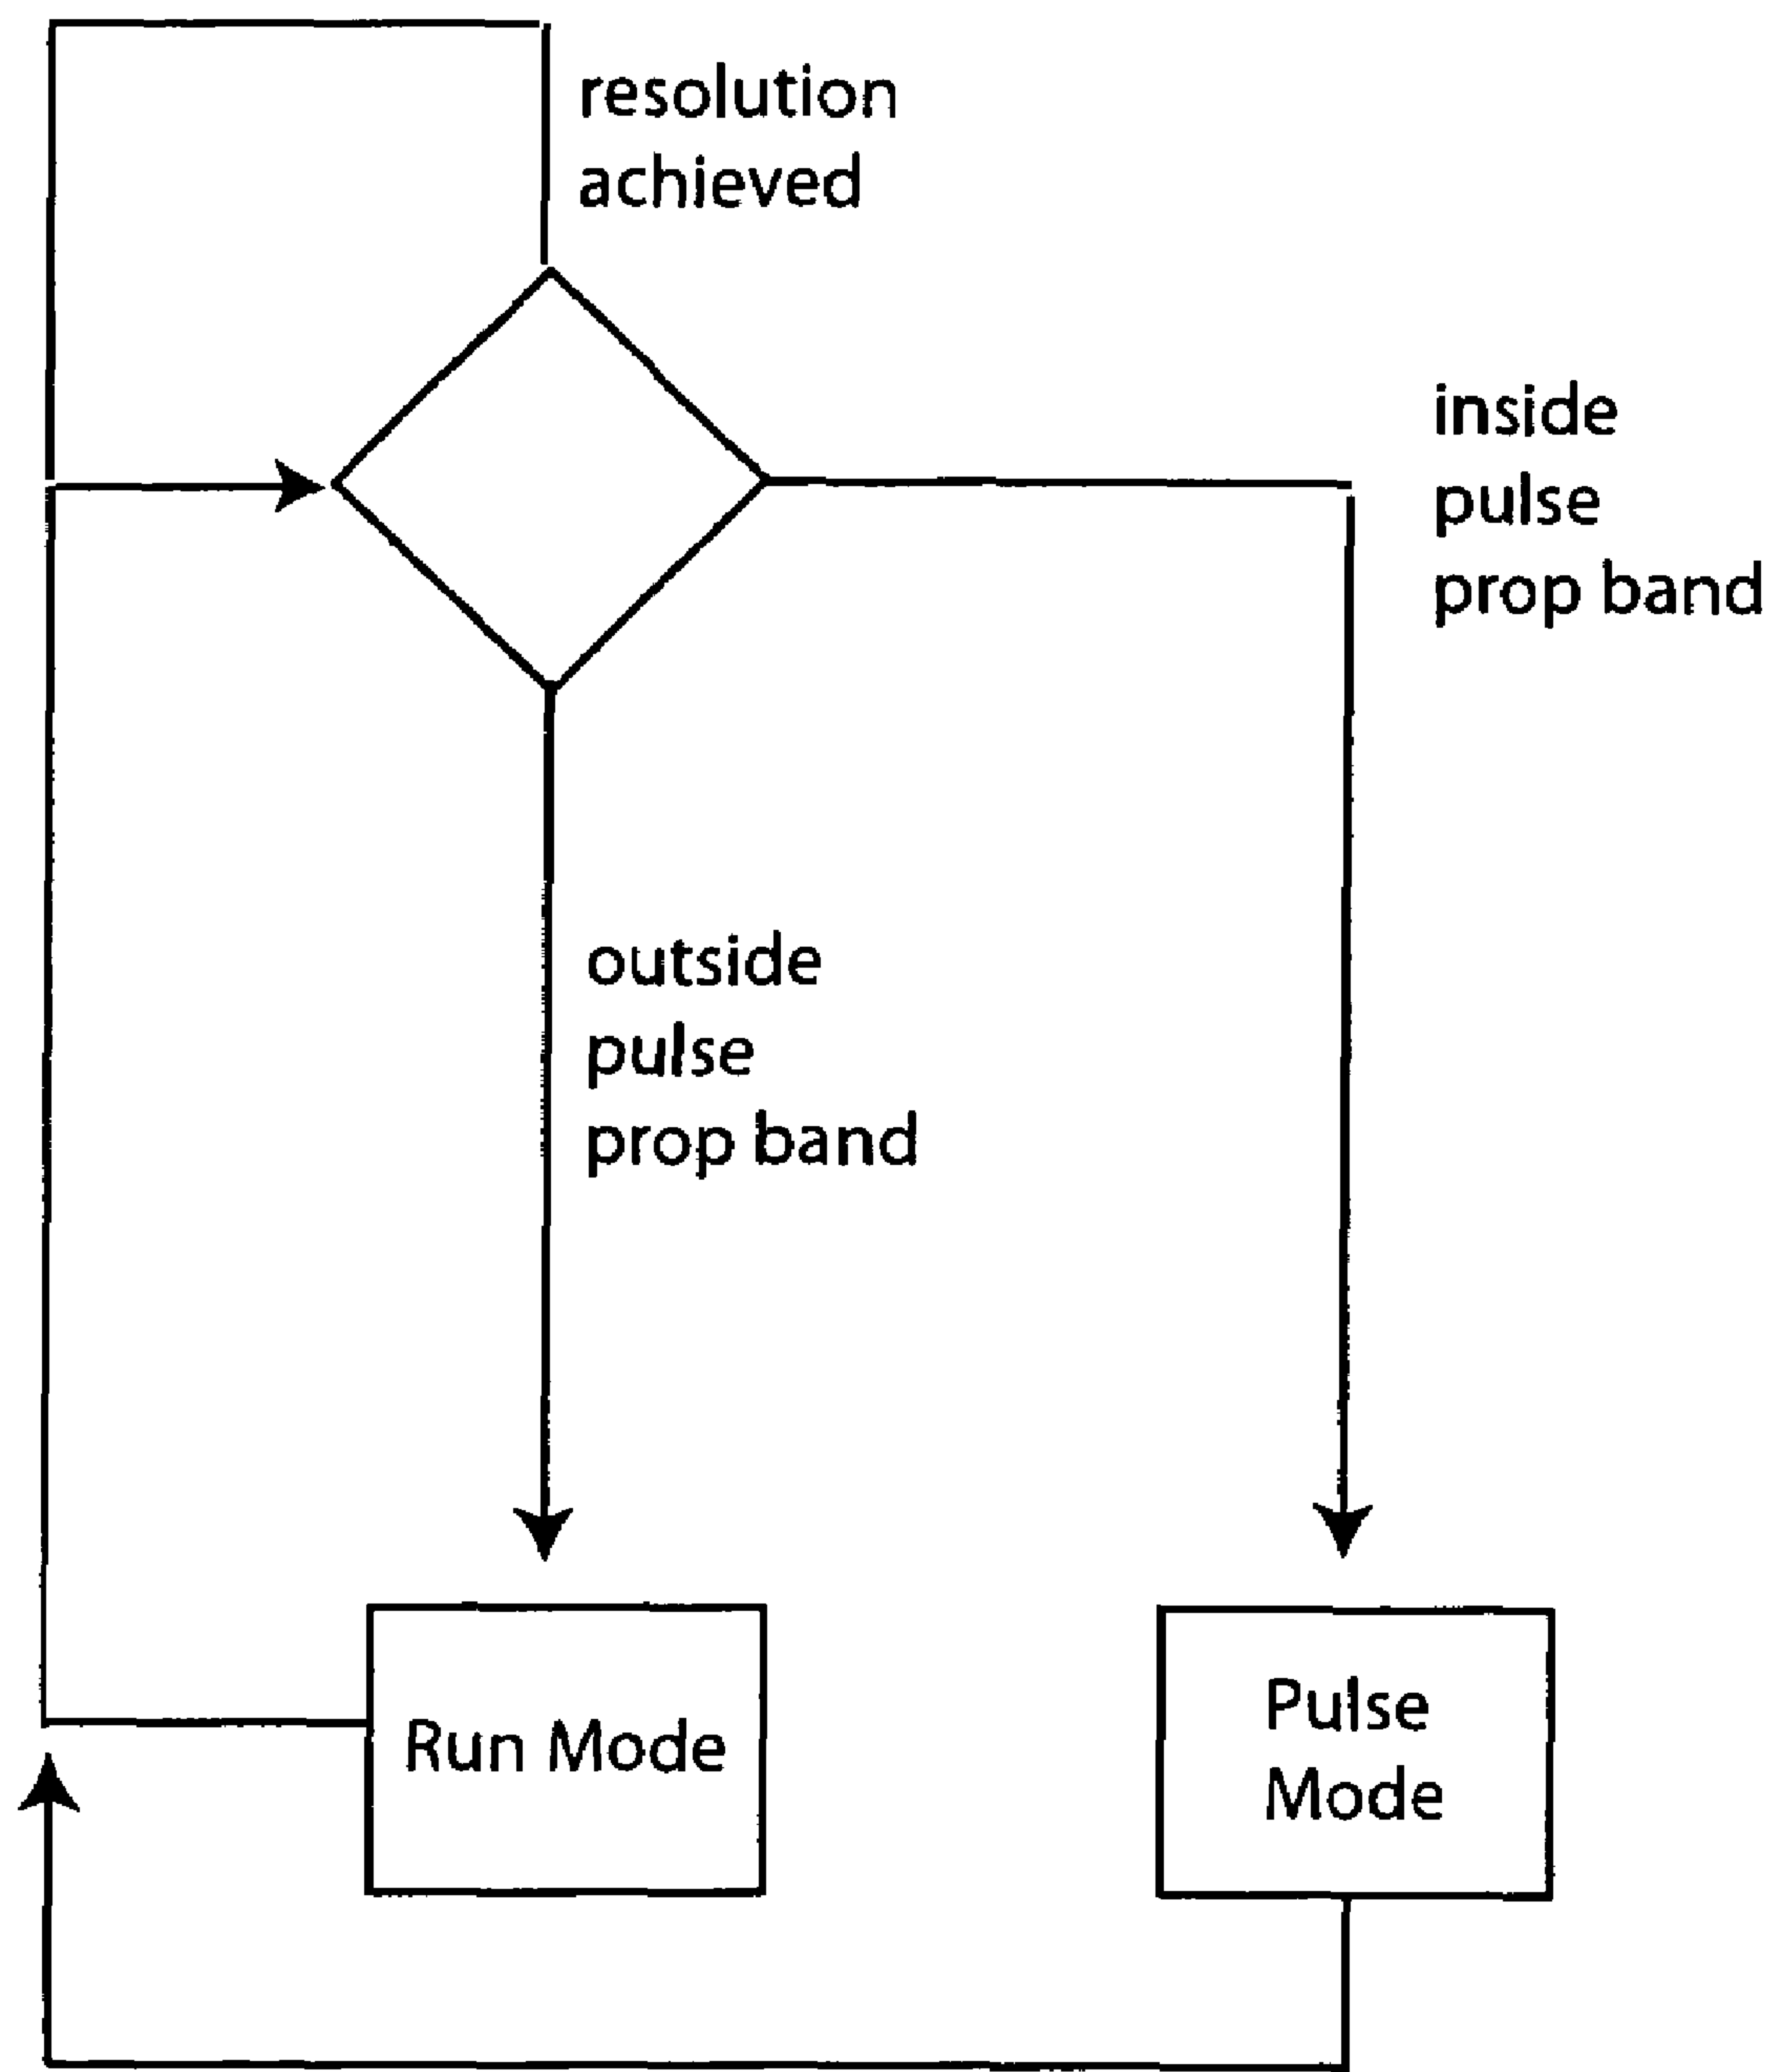 resolution
achieved
inside
pulse
prop band
outside
pulse
prop band
Run Mode
Pulse
Mode